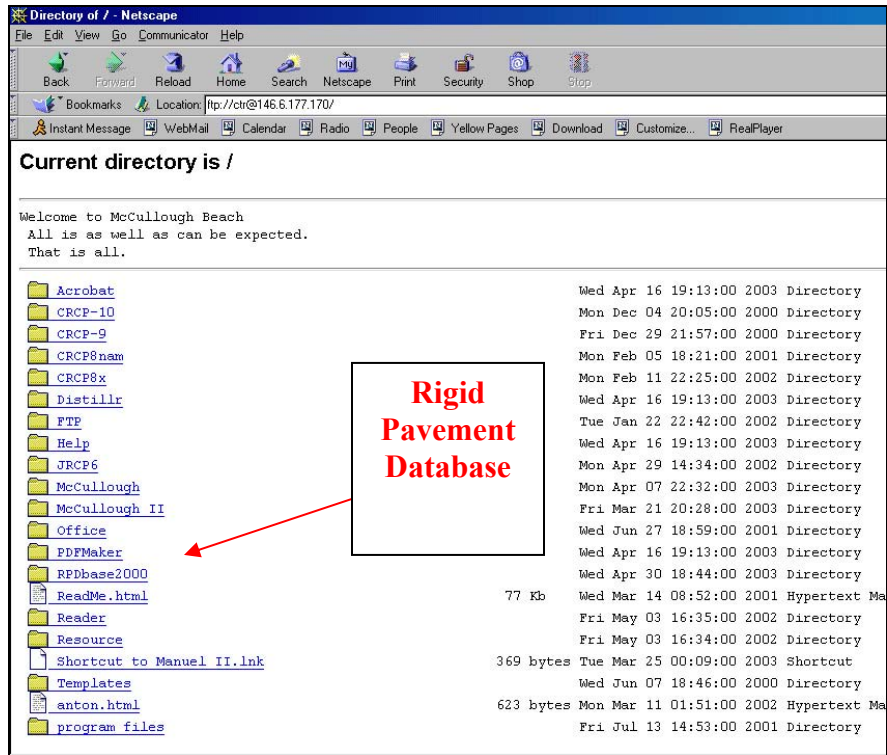 Directory of / - Netscape
File Edit View Go Communicator Help
Back Forward Reload Home Search Netscape Print Security Shop Stop
Bookmarks Location: ftp://ctr@146.6.177.170/
Instant Message WebMail Calendar Radio People Yellow Pages Download Customize... RealPlayer
Current directory is /
Welcome to McCullough Beach
All is as well as can be expected.
That is all.
Acrobat Wed Apr 16 19:13:00 2003 Directory
CRCP-10 Mon Dec 04 20:05:00 2000 Directory
CRCP-9 Fri Dec 29 21:57:00 2000 Directory
CRCP8nam Mon Feb 05 18:21:00 2001 Directory
CRCP8x Mon Feb 11 22:25:00 2002 Directory
Distillr Wed Apr 16 19:13:00 2003 Directory
FTP Tue Jan 22 22:42:00 2002 Directory
Help Wed Apr 16 19:13:00 2003 Directory
JRCP6 Mon Apr 29 14:34:00 2002 Directory
McCullough Mon Apr 07 22:32:00 2003 Directory
McCullough II Fri Mar 21 20:28:00 2003 Directory
Office Wed Jun 27 18:59:00 2001 Directory
PDFMaker Wed Apr 16 19:13:00 2003 Directory
RPDbase2000 Wed Apr 30 18:44:00 2003 Directory
ReadMe.html 77 Kb Wed Mar 14 08:52:00 2001 Hypertext Ma
Reader Fri May 03 16:35:00 2002 Directory
Resource Fri May 03 16:34:00 2002 Directory
Shortcut to Manuel II.lnk 369 bytes Tue Mar 25 00:09:00 2003 Shortcut
Templates Wed Jun 07 18:46:00 2000 Directory
anton.html 623 bytes Mon Mar 11 01:51:00 2002 Hypertext Ma
program files Fri Jul 13 14:53:00 2001 Directory
Rigid
Pavement
Database